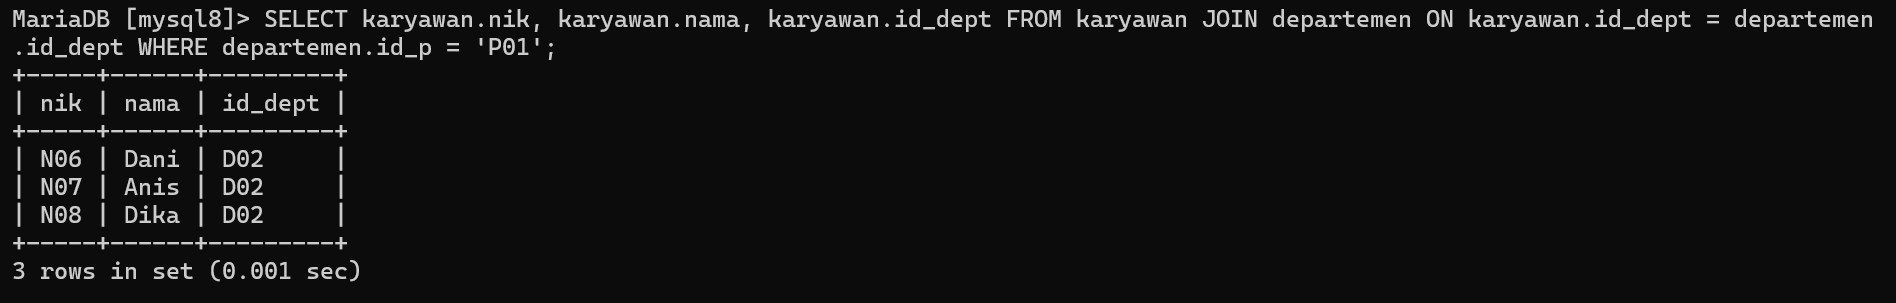 MariaDB [mysql8]> SELECT karyawan.nik, karyawan.nama, karyawan.id_dept FROM karyawan JOIN departemen ON karyawan.id_dept = departemen
.id_dept WHERE departemen.id_p = 'P01';
+-----+------+---------+
| nik | nama | id_dept |
+-----+------+---------+
| N06 | Dani | D02     |
| N07 | Anis | D02     |
| N08 | Dika | D02     |
+-----+------+---------+
3 rows in set (0.001 sec)